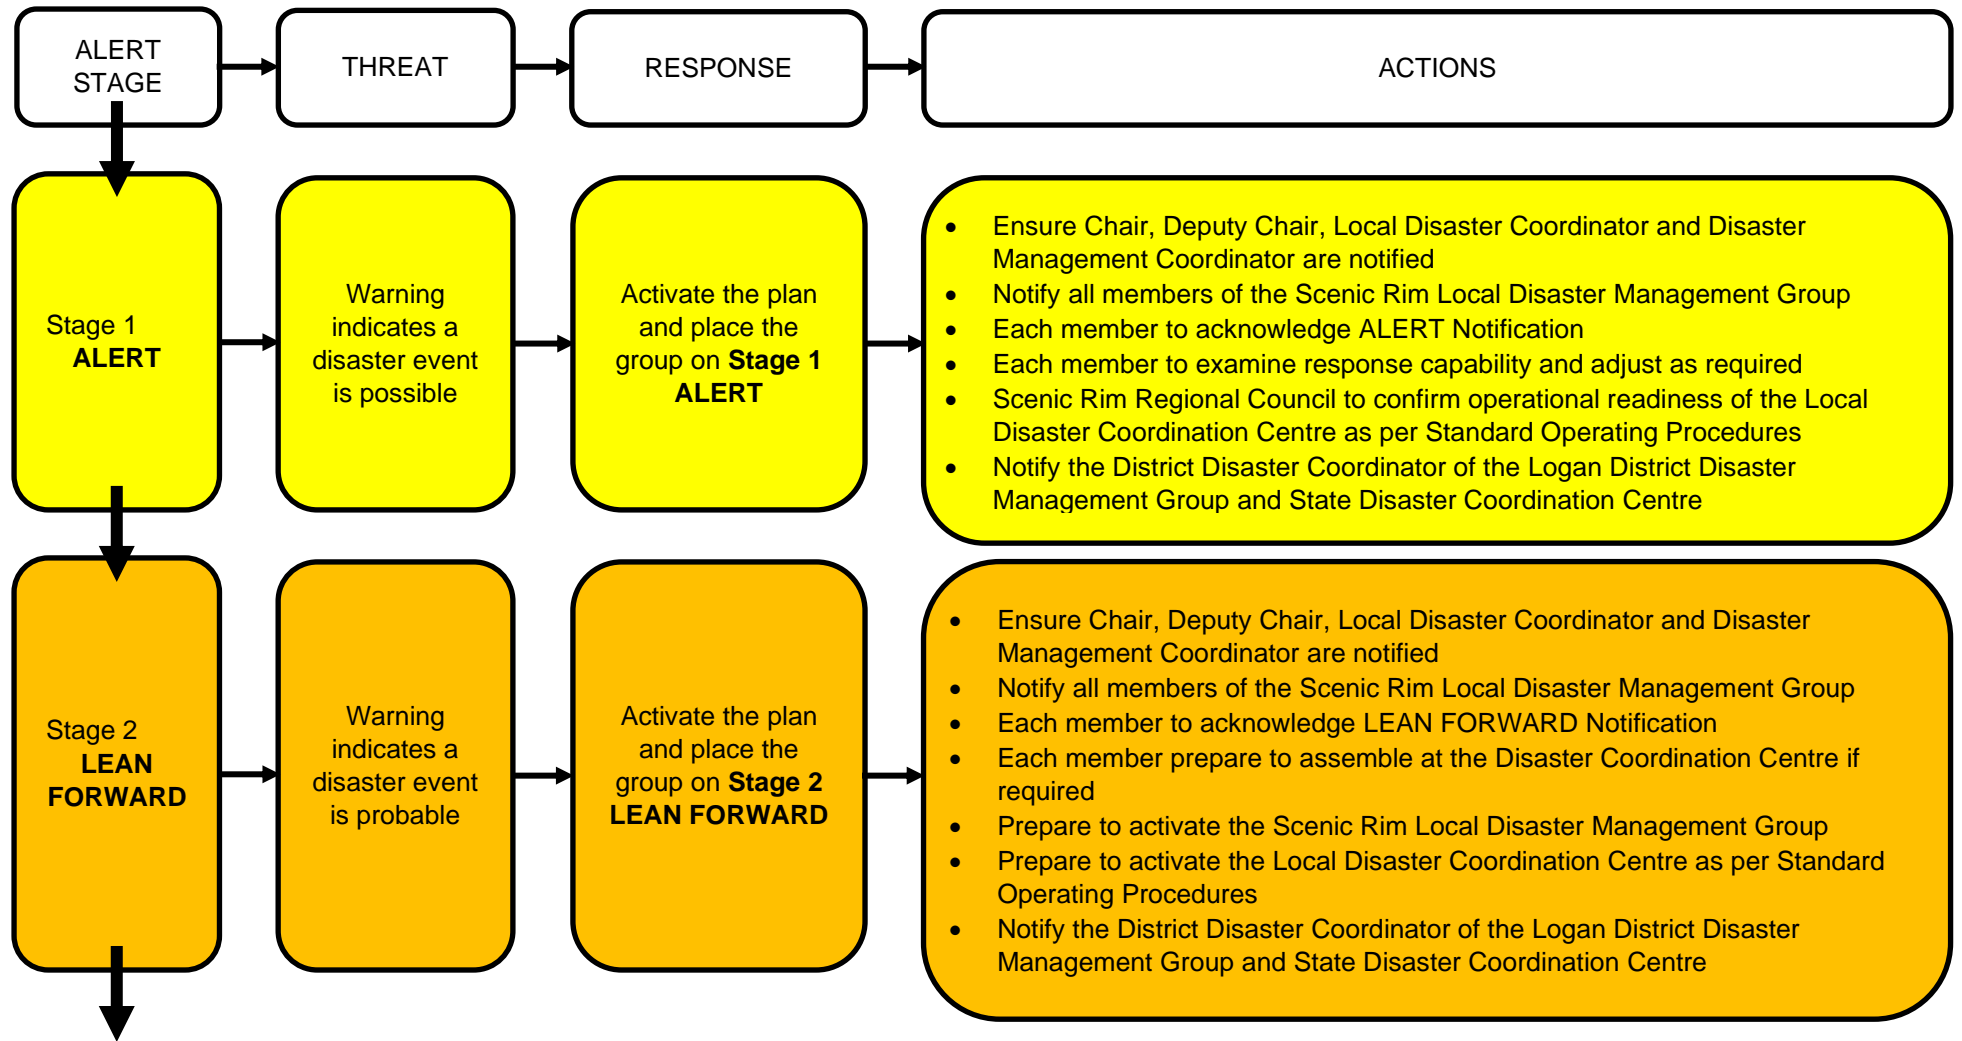 ALERT
STAGE
THREAT
RESPONSE
ACTIONS
Stage 1
ALERT
Warning
indicates a
disaster event
is possible
Activate the plan
and place the
group on Stage 1
ALERT
• Ensure Chair, Deputy Chair, Local Disaster Coordinator and Disaster
Management Coordinator are notified
• Notify all members of the Scenic Rim Local Disaster Management Group
• Each member to acknowledge ALERT Notification
• Each member to examine response capability and adjust as required
• Scenic Rim Regional Council to confirm operational readiness of the Local
Disaster Coordination Centre as per Standard Operating Procedures
• Notify the District Disaster Coordinator of the Logan District Disaster
Management Group and State Disaster Coordination Centre
Stage 2
LEAN
FORWARD
Warning
indicates a
disaster event
is probable
Activate the plan
and place the
group on Stage 2
LEAN FORWARD
• Ensure Chair, Deputy Chair, Local Disaster Coordinator and Disaster
Management Coordinator are notified
• Notify all members of the Scenic Rim Local Disaster Management Group
• Each member to acknowledge LEAN FORWARD Notification
• Each member prepare to assemble at the Disaster Coordination Centre if
required
• Prepare to activate the Scenic Rim Local Disaster Management Group
• Prepare to activate the Local Disaster Coordination Centre as per Standard
Operating Procedures
• Notify the District Disaster Coordinator of the Logan District Disaster
Management Group and State Disaster Coordination Centre